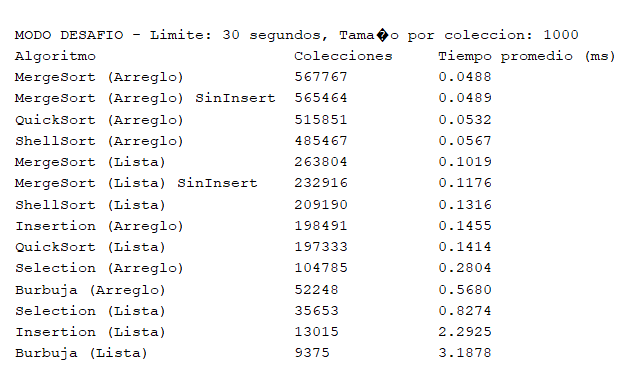 MODO DESAFIO - Limite: 30 segundos, Tama�o por coleccion: 1000
Algoritmo Colecciones Tiempo promedio (ms)
MergeSort (Arreglo) 567767 0.0488
MergeSort (Arreglo) SinInsert 565464 0.0489
QuickSort (Arreglo) 515851 0.0532
ShellSort (Arreglo) 485467 0.0567
MergeSort (Lista) 263804 0.1019
MergeSort (Lista) SinInsert 232916 0.1176
ShellSort (Lista) 209190 0.1316
Insertion (Arreglo) 198491 0.1455
QuickSort (Lista) 197333 0.1414
Selection (Arreglo) 104785 0.2804
Burbuja (Arreglo) 52248 0.5680
Selection (Lista) 35653 0.8274
Insertion (Lista) 13015 2.2925
Burbuja (Lista) 9375 3.1878